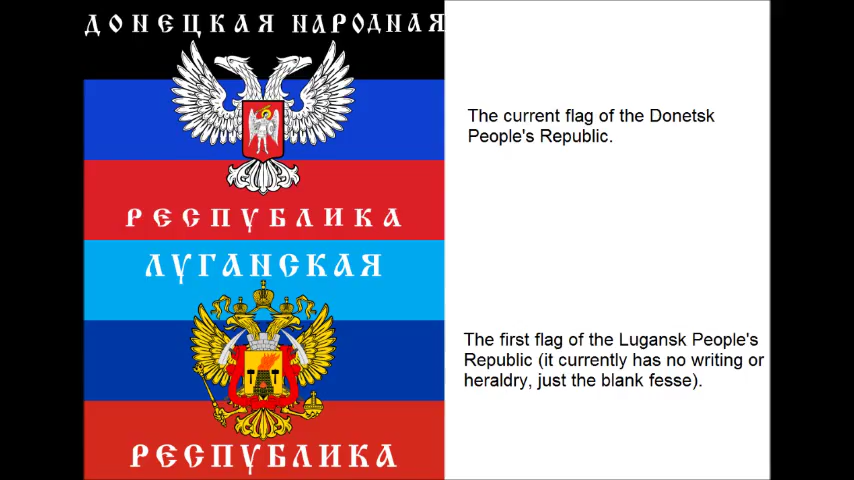 ДОНЕЦКАЯ НАРОДНАЯ
РЕСПУБЛИКА
The current flag of the Donetsk
People's Republic.
ЛУГАНСКАЯ
РЕСПУБЛИКА
The first flag of the Lugansk People's
Republic (it currently has no writing or
heraldry, just the blank fesse).